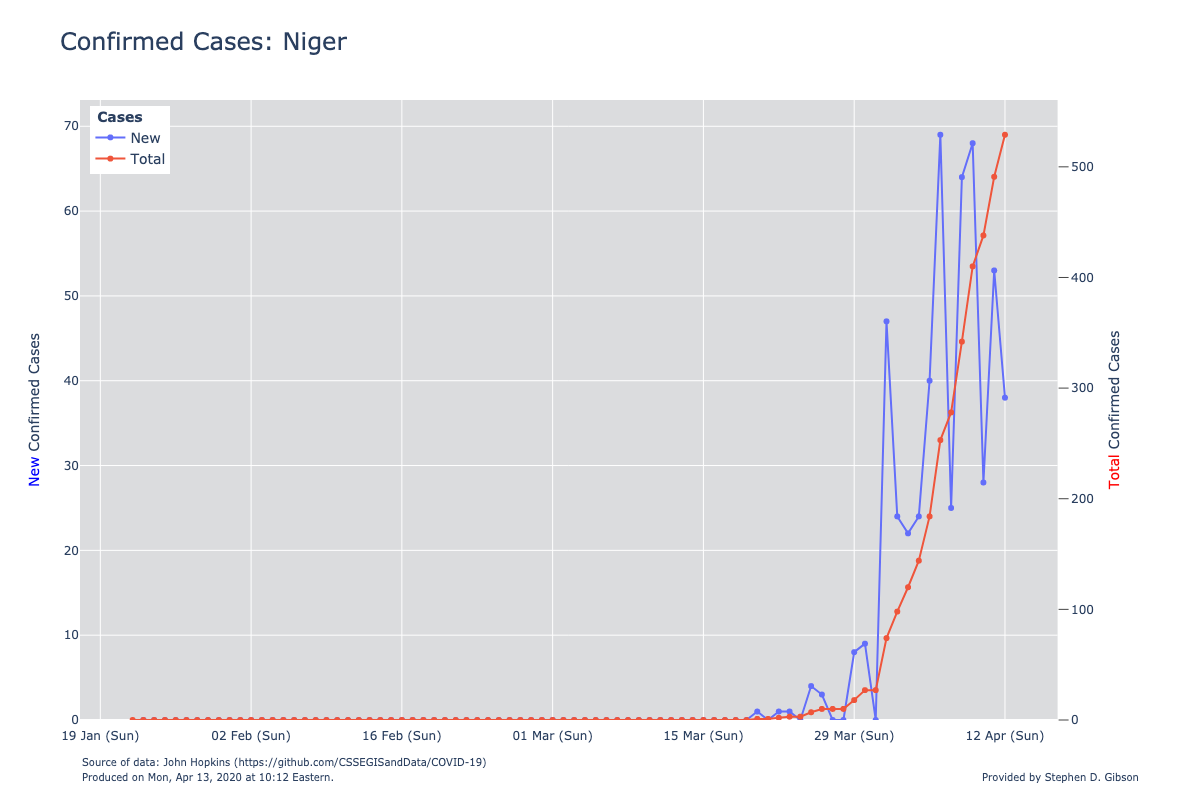 Confirmed Cases: Niger
Cases
New
Total
70
60
50
40
30
20
10
0
500
400
300
200
100
0
New Confirmed Cases
Total Confirmed Cases
19 Jan (Sun) 02 Feb (Sun) 16 Feb (Sun) 01 Mar (Sun) 15 Mar (Sun) 29 Mar (Sun) 12 Apr (Sun)
Source of data: John Hopkins (https://github.com/CSSEGISandData/COVID-19)
Produced on Mon, Apr 13, 2020 at 10:12 Eastern.
Provided by Stephen D. Gibson